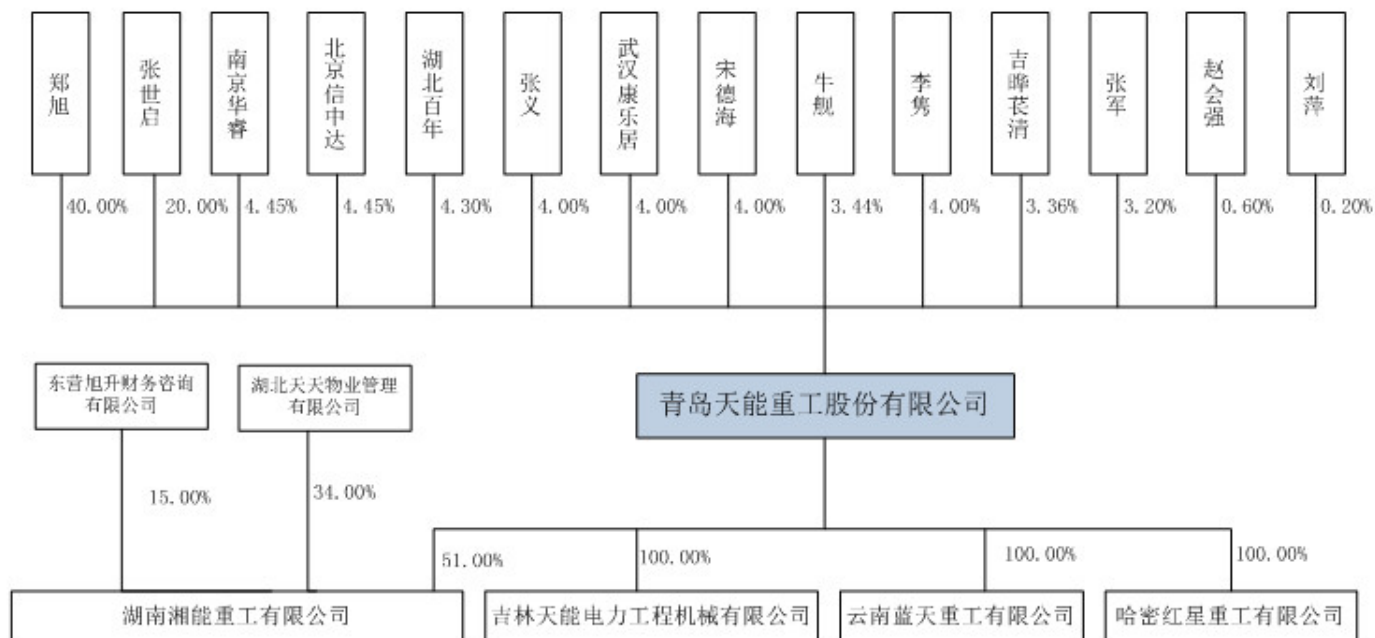 郑旭
张世启
南京华睿
北京信中达
湖北百年
张义
武汉康乐居
宋德海
牛舰
李隽
吉晔苌清
张军
赵会强
刘萍
40.00%
20.00%
4.45%
4.45%
4.30%
4.00%
4.00%
4.00%
3.44%
4.00%
3.36%
3.20%
0.60%
0.20%
东营旭升财务咨询
有限公司
湖北天天物业管理
有限公司
青岛天能重工股份有限公司
15.00%
34.00%
51.00%
100.00%
100.00%
100.00%
湖南湘能重工有限公司
吉林天能电力工程机械有限公司
云南蓝天重工有限公司
哈密红星重工有限公司